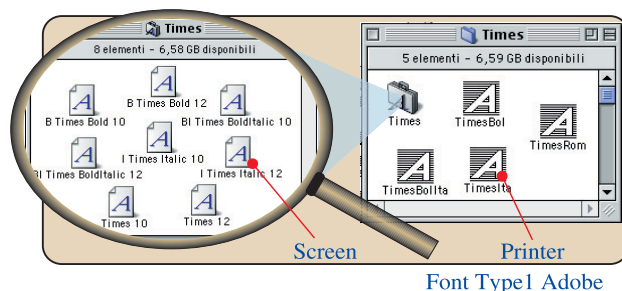 Times
8 elementi – 6,58 GB disponibili
B Times Bold 12
B Times Bold 10
BI Times BoldItalic 10
I Times Italic 10
BI Times BoldItalic 12
I Times Italic 12
Times 10
Times 12
Times
5 elementi – 6,59 GB disponibili
Times
TimesBol
TimesRom
TimesBolIta
TimesIta
Screen
Printer
Font Type1 Adobe